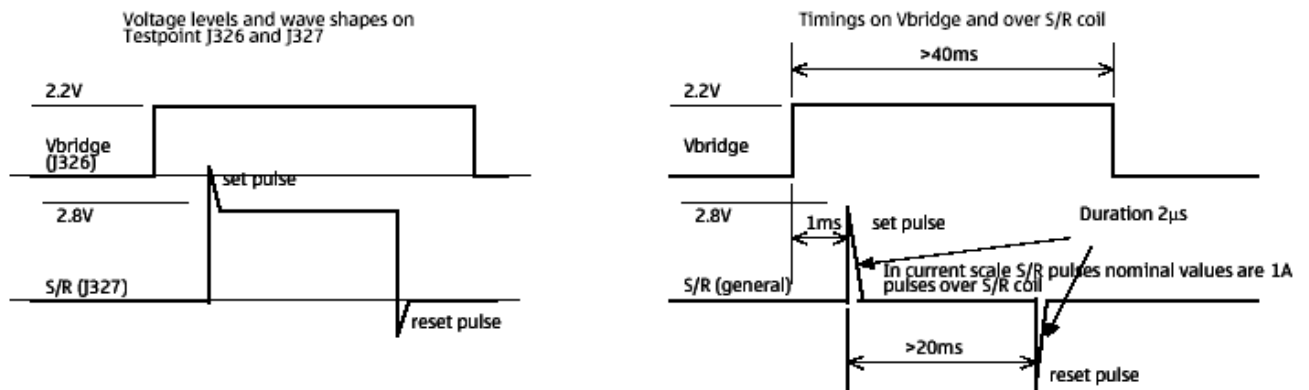 Voltage levels and wave shapes on
Testpoint J326 and J327
2.2V
Vbridge
(J326)
set pulse
2.8V
S/R (J327)
reset pulse
Timings on Vbridge and over S/R coil
>40ms
2.2V
Vbridge
2.8V
1ms
set pulse
Duration 2µs
In current scale S/R pulses nominal values are 1A
pulses over S/R coil
S/R (general)
>20ms
reset pulse